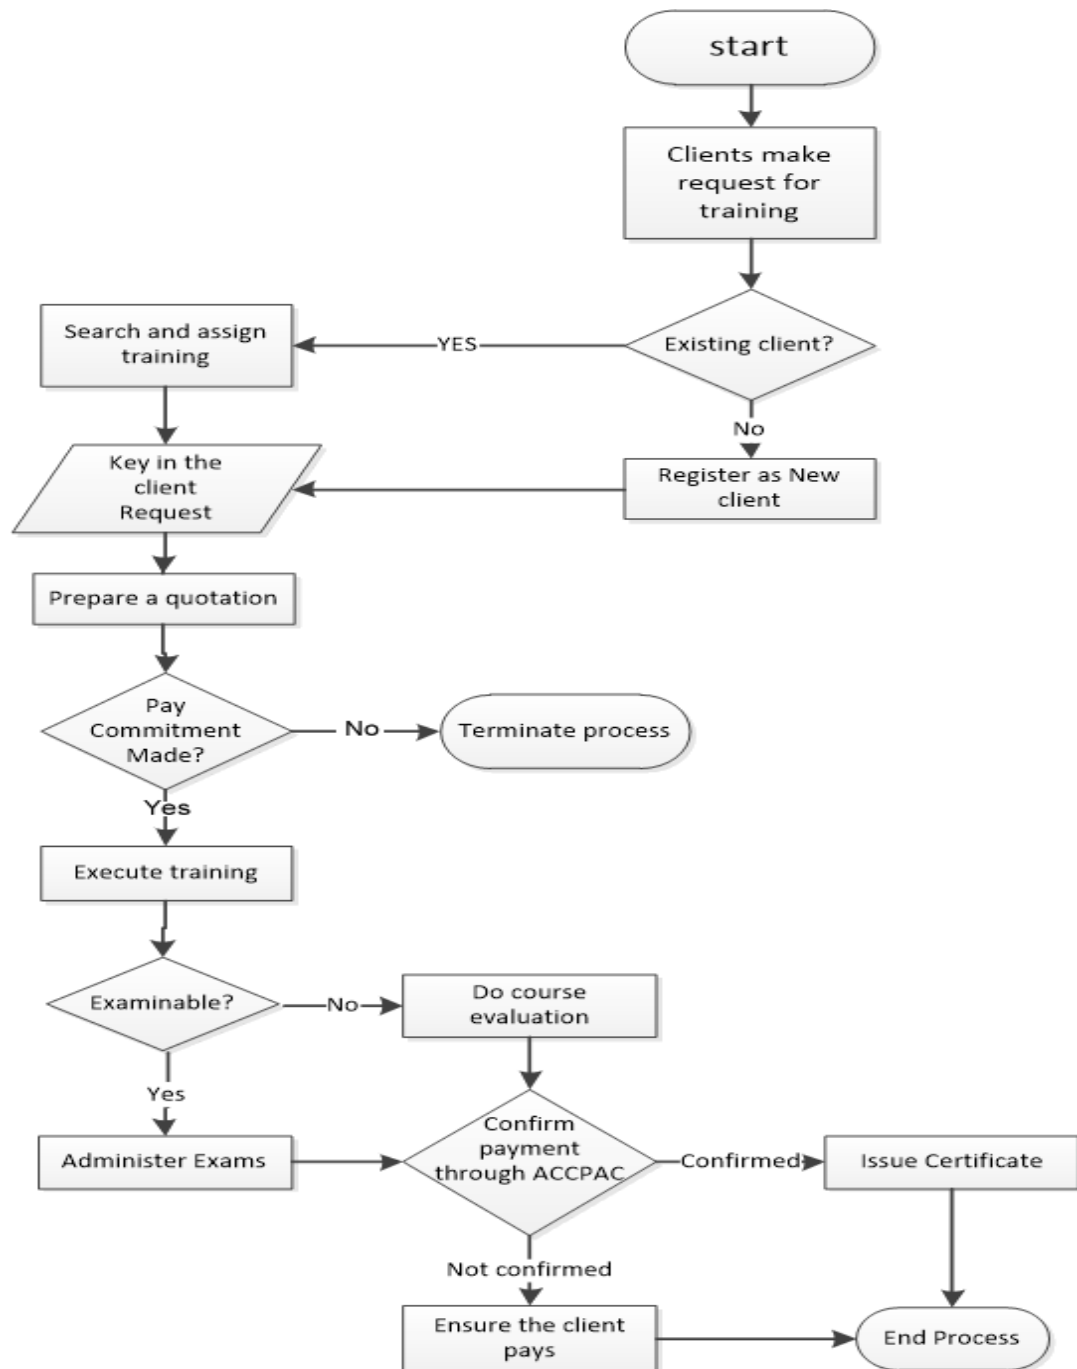 start
Clients make
request for
training
Existing client?
YES
Search and assign
training
No
Key in the
client
Request
Register as New
client
Prepare a quotation
Pay
Commitment
Made?
No
Terminate process
Yes
Execute training
Examinable?
No
Do course
evaluation
Yes
Administer Exams
Confirm
payment
through ACCPAC
Confirmed
Issue Certificate
Not confirmed
Ensure the client
pays
End Process